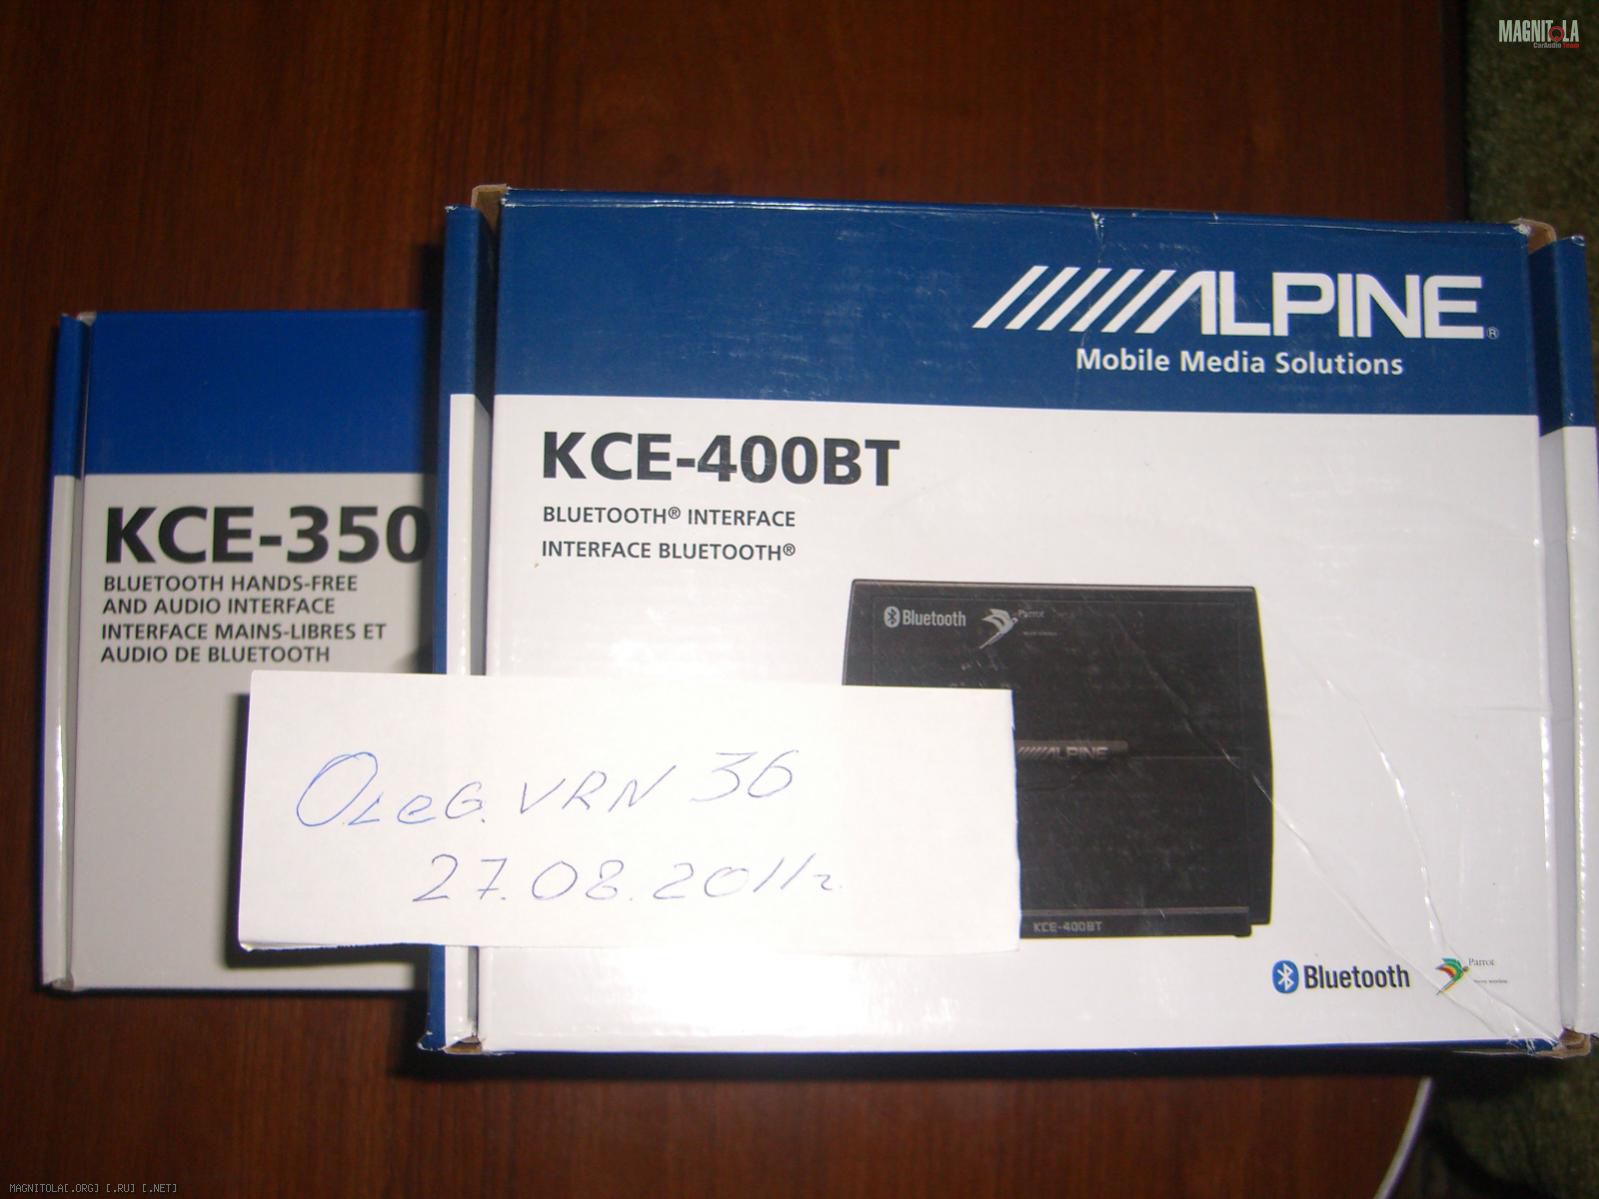 MAGNITOLA
CarAudio Team
ALPINE®
Mobile Media Solutions
KCE-400BT
BLUETOOTH® INTERFACE
INTERFACE BLUETOOTH®
Bluetooth Parrot
ALPINE
KCE-400BT
Bluetooth Parrot
KCE-350
BLUETOOTH HANDS-FREE
AND AUDIO INTERFACE
INTERFACE MAINS-LIBRES ET
AUDIO DE BLUETOOTH
OLeG. VRN 36
27.08.2011г.
MAGNITOLA[.ORG] [.RU] [.NET]